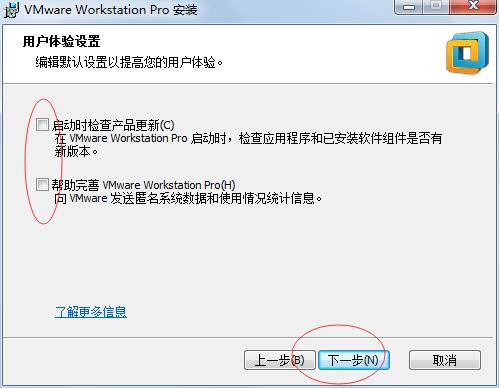 VMware Workstation Pro 安装
用户体验设置
编辑默认设置以提高您的用户体验。
启动时检查产品更新(C)
在 VMware Workstation Pro 启动时，检查应用程序和已安装软件组件是否有
新版本。
帮助完善 VMware Workstation Pro(H)
向 VMware 发送匿名系统数据和使用情况统计信息。
了解更多信息
上一步(B)
下一步(N)
取消